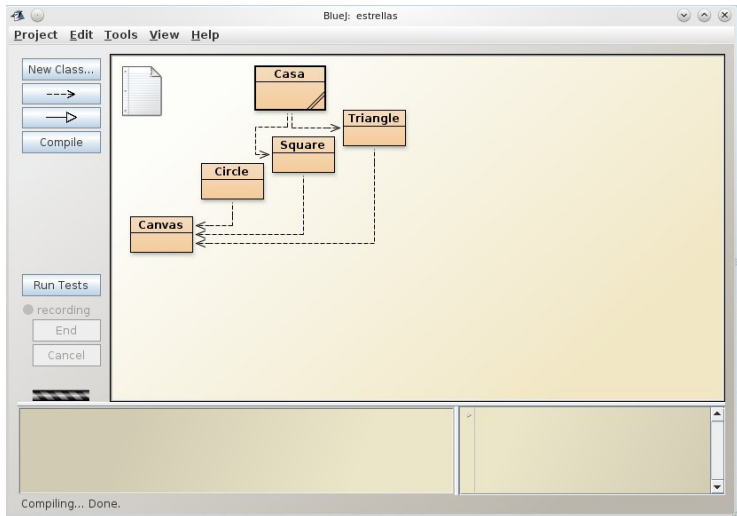 BlueJ: estrellas
Project Edit Tools View Help
New Class...
Compile
Casa
Triangle
Square
Circle
Canvas
Run Tests
recording
End
Cancel
Compiling... Done.